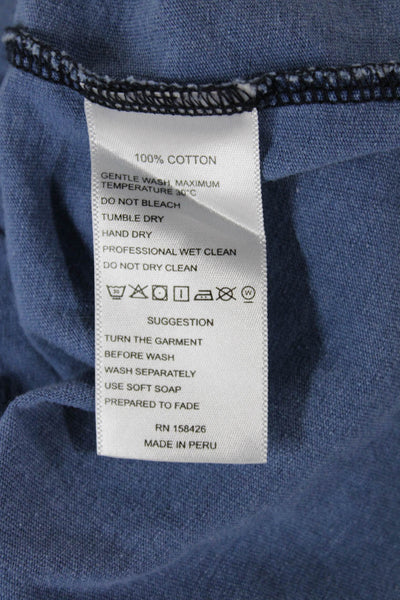 100% COTTON
GENTLE WASH, MAXIMUM
TEMPERATURE 30°C
DO NOT BLEACH
TUMBLE DRY
HAND DRY
PROFESSIONAL WET CLEAN
DO NOT DRY CLEAN
SUGGESTION
TURN THE GARMENT
BEFORE WASH
WASH SEPARATELY
USE SOFT SOAP
PREPARED TO FADE
RN 158426
MADE IN PERU